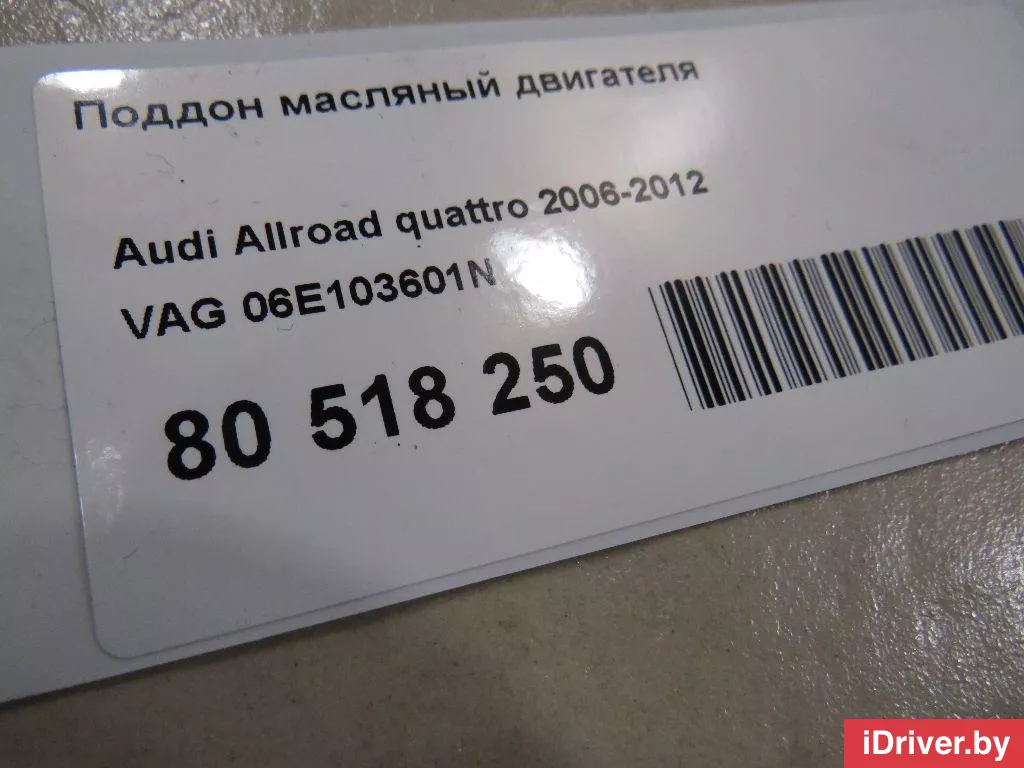 Поддон масляный двигателя
Audi Allroad quattro 2006-2012
VAG 06E103601N
80 518 250
iDriver.by